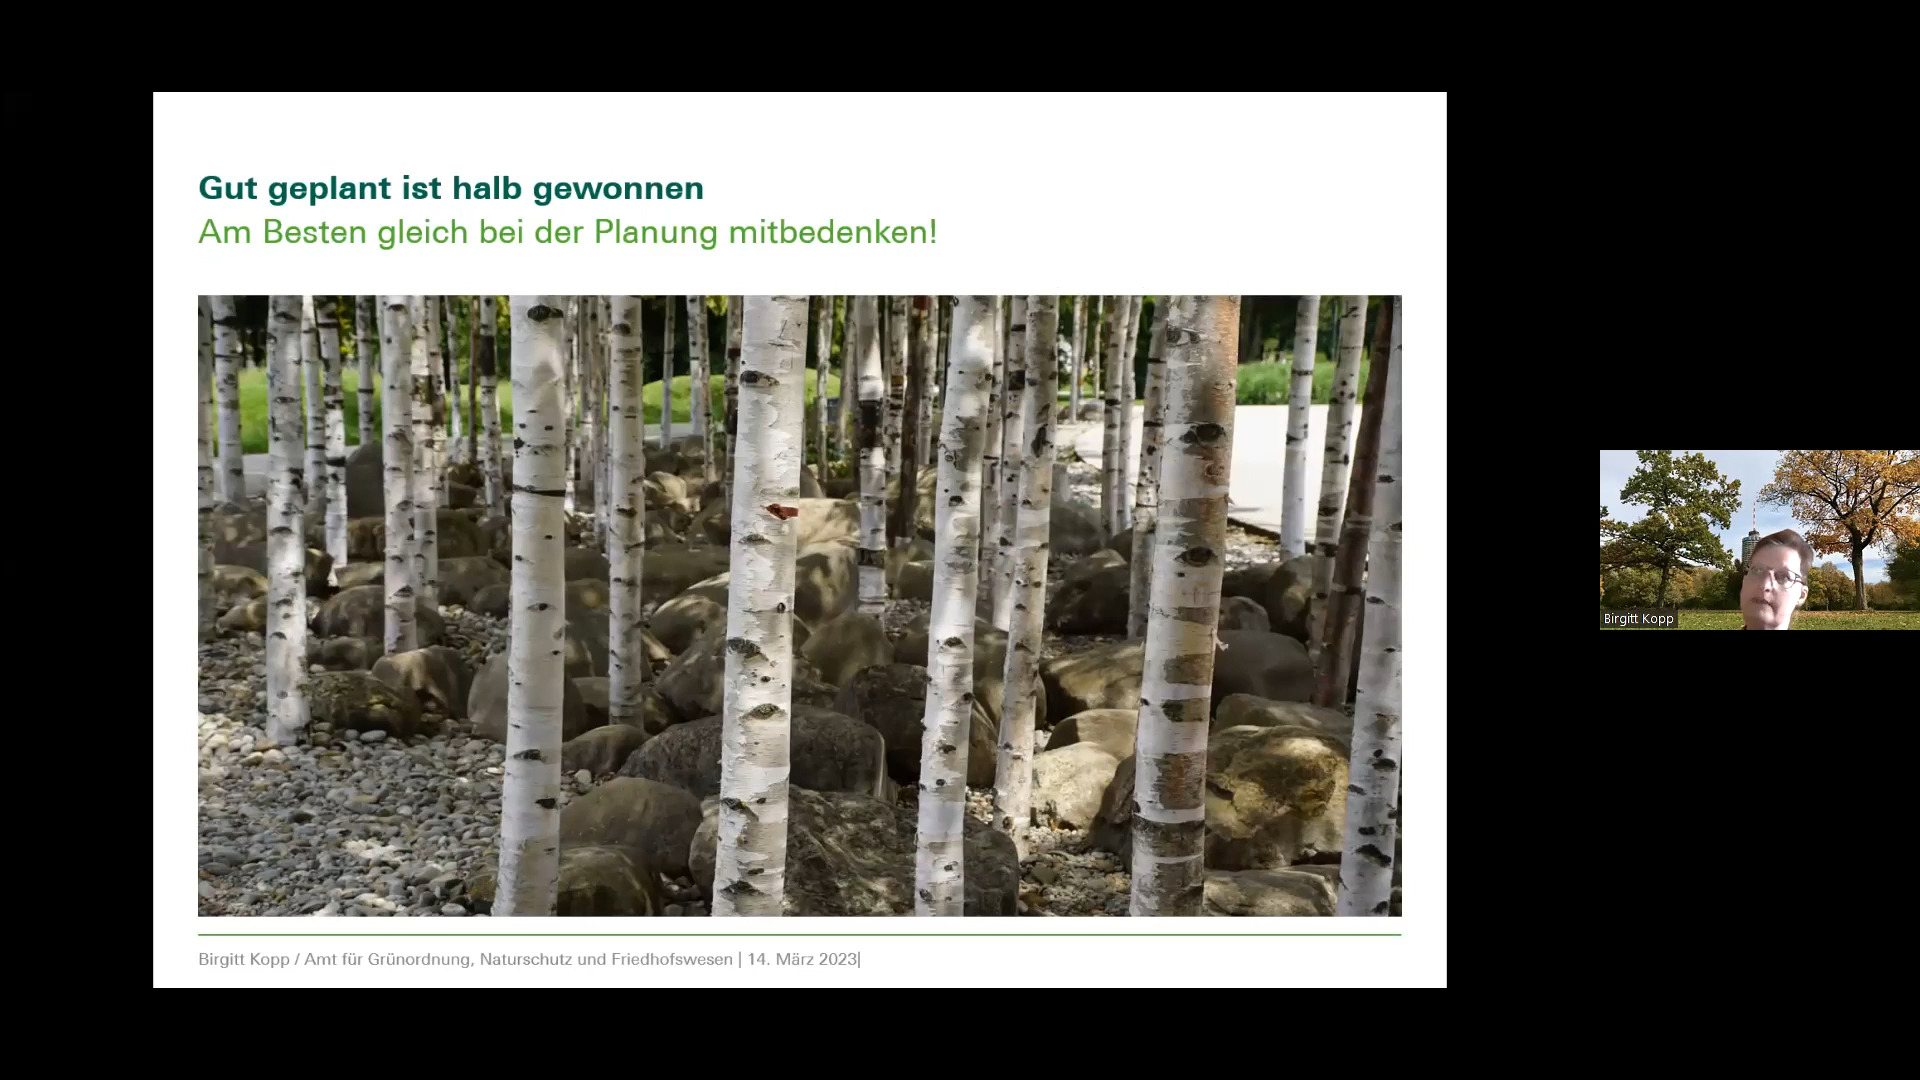 Gut geplant ist halb gewonnen
Am Besten gleich bei der Planung mitbedenken!
Birgitt Kopp
Birgitt Kopp / Amt für Grünordnung, Naturschutz und Friedhofswesen | 14. März 2023|